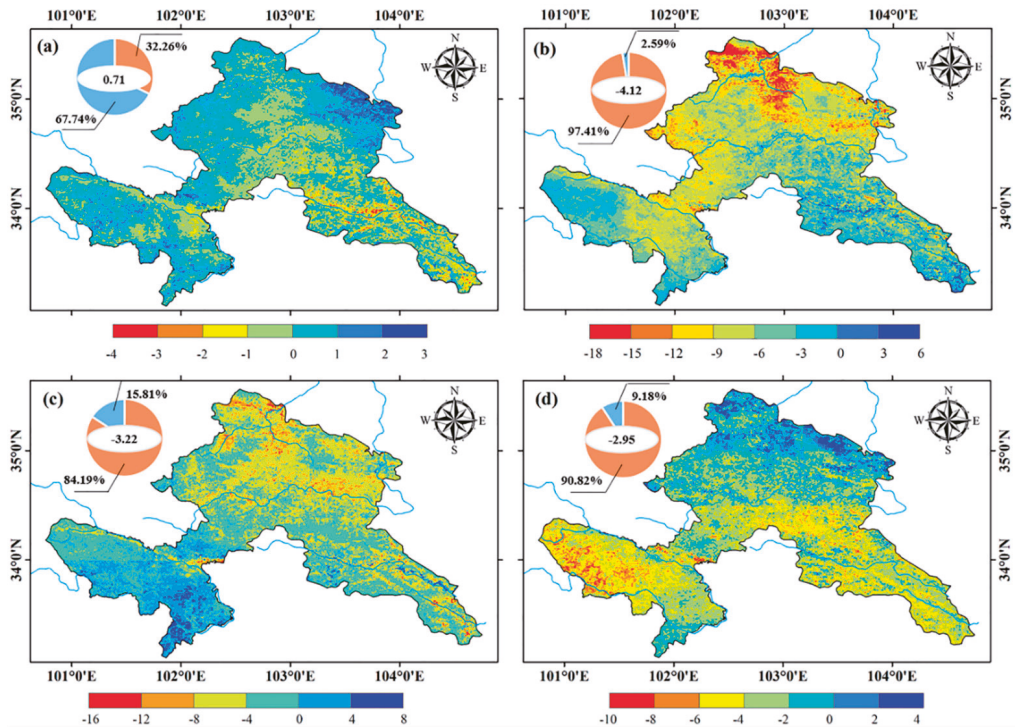 101°0'E 102°0'E 103°0'E 104°0'E 101°0'E 102°0'E 103°0'E 104°0'E
(a) 32.26% N W E S
0.71
67.74%
35°0'N
34°0'N
-4 -3 -2 -1 0 1 2 3
(b) 2.59% N W E S
-4.12
97.41%
35°0'N
34°0'N
-18 -15 -12 -9 -6 -3 0 3 6
(c) 15.81% N W E S
-3.22
84.19%
35°0'N
34°0'N
101°0'E 102°0'E 103°0'E 104°0'E
-16 -12 -8 -4 0 4 8
(d) 9.18% N W E S
-2.95
90.82%
35°0'N
34°0'N
101°0'E 102°0'E 103°0'E 104°0'E
-10 -8 -6 -4 -2 0 2 4